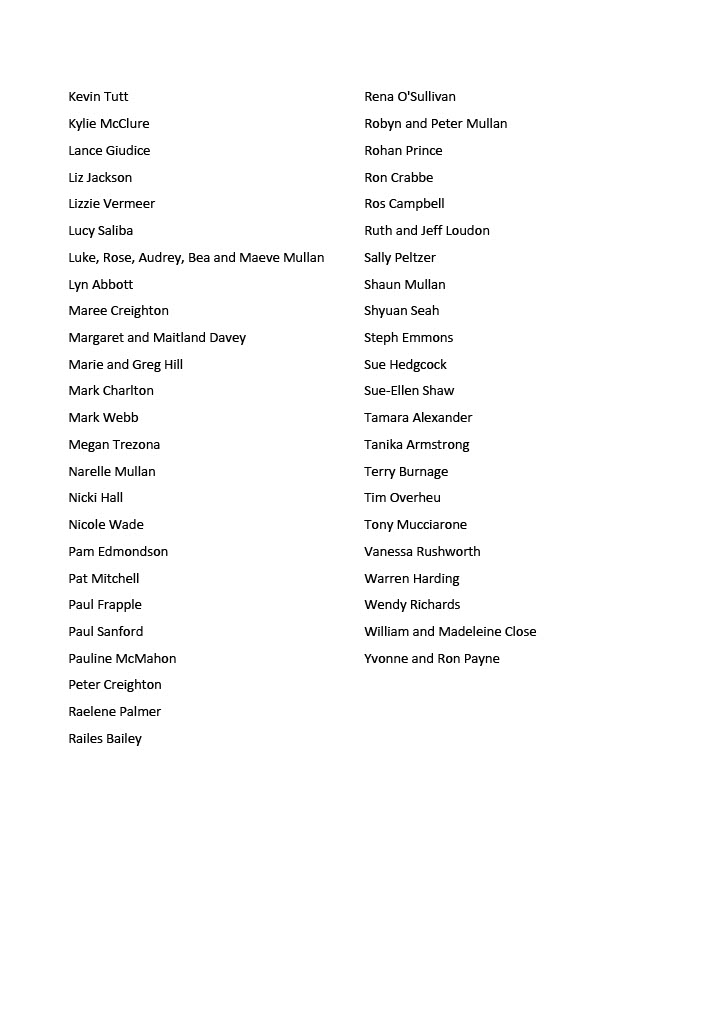 Kevin Tutt
Kylie McClure
Lance Giudice
Liz Jackson
Lizzie Vermeer
Lucy Saliba
Luke, Rose, Audrey, Bea and Maeve Mullan
Lyn Abbott
Maree Creighton
Margaret and Maitland Davey
Marie and Greg Hill
Mark Charlton
Mark Webb
Megan Trezona
Narelle Mullan
Nicki Hall
Nicole Wade
Pam Edmondson
Pat Mitchell
Paul Frapple
Paul Sanford
Pauline McMahon
Peter Creighton
Raelene Palmer
Railes Bailey
Rena O'Sullivan
Robyn and Peter Mullan
Rohan Prince
Ron Crabbe
Ros Campbell
Ruth and Jeff Loudon
Sally Peltzer
Shaun Mullan
Shyuan Seah
Steph Emmons
Sue Hedgcock
Sue-Ellen Shaw
Tamara Alexander
Tanika Armstrong
Terry Burnage
Tim Overheu
Tony Mucciarone
Vanessa Rushworth
Warren Harding
Wendy Richards
William and Madeleine Close
Yvonne and Ron Payne